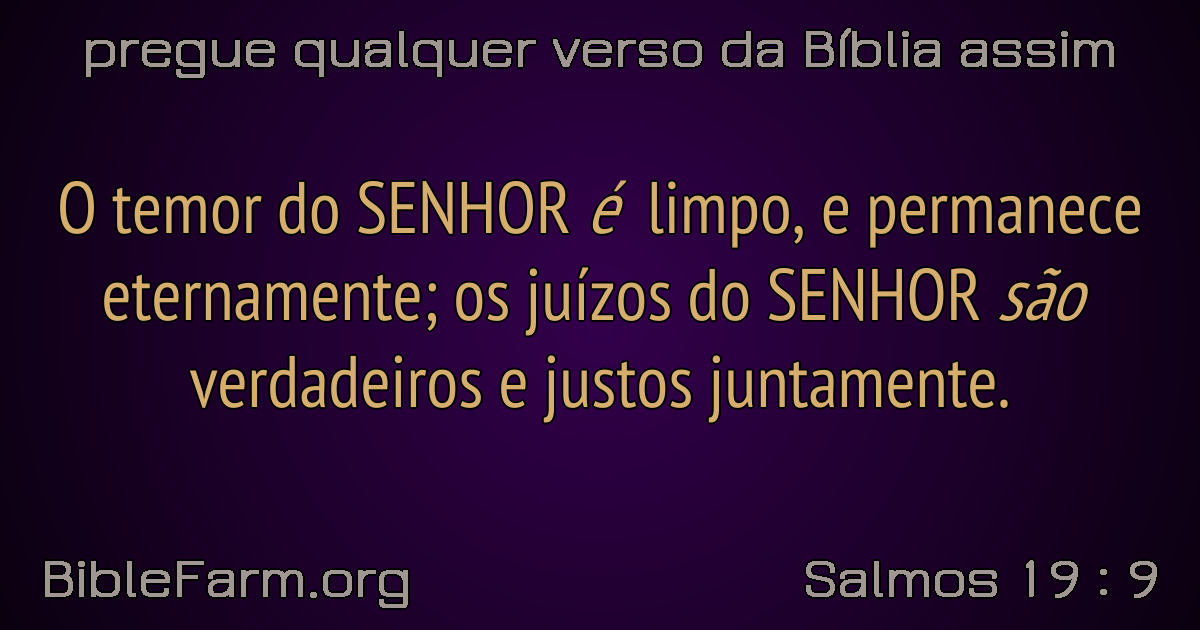 pregue qualquer verso da Bíblia assim
O temor do SENHOR é limpo, e permanece
eternamente; os juízos do SENHOR são
verdadeiros e justos juntamente.
BibleFarm.org
Salmos 19 : 9